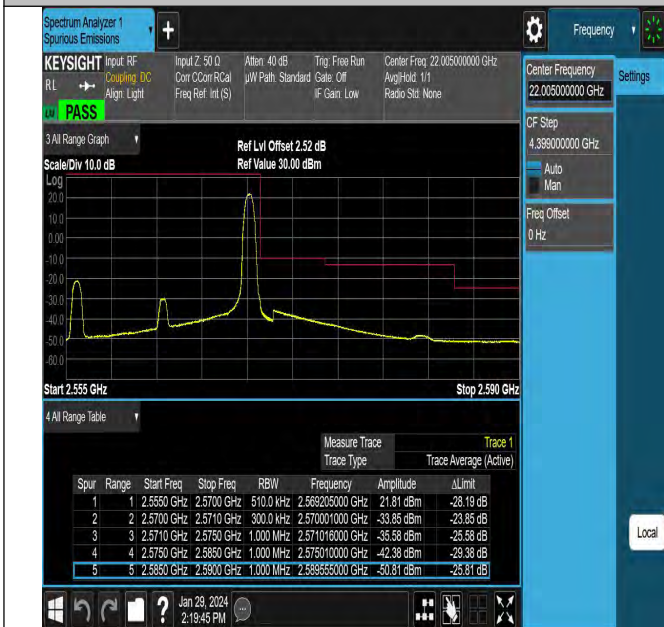 Spectrum Analyzer 1
Spurious Emissions
+
Frequency
KEYSIGHT Input: RF Input Z: 50 Ω Atten: 40 dB Trig: Free Run Center Freq: 22.005000000 GHz
RL Coupling: DC Corr CCorr RCal µW Path: Standard Gate: Off Avg|Hold: 1/1
Align: Light Freq Ref: Int (S) IF Gain: Low Radio Std: None
PASS
Center Frequency
22.005000000 GHz
Settings
CF Step
4.399000000 GHz
Auto
Man
Freq Offset
0 Hz
3 All Range Graph
Ref Lvl Offset 2.52 dB
Scale/Div 10.0 dB Ref Value 30.00 dBm
Log
20.0
10.0
0.00
-10.0
-20.0
-30.0
-40.0
-50.0
-60.0
Start 2.555 GHz Stop 2.590 GHz
4 All Range Table
Measure Trace Trace 1
Trace Type Trace Average (Active)
Spur Range Start Freq Stop Freq RBW Frequency Amplitude ΔLimit
1 1 2.5550 GHz 2.5700 GHz 510.0 kHz 2.569205000 GHz 21.81 dBm -28.19 dB
2 2 2.5700 GHz 2.5710 GHz 300.0 kHz 2.570001000 GHz -33.85 dBm -23.85 dB
3 3 2.5710 GHz 2.5750 GHz 1.000 MHz 2.571016000 GHz -35.58 dBm -25.58 dB
4 4 2.5750 GHz 2.5850 GHz 1.000 MHz 2.575010000 GHz -42.38 dBm -29.38 dB
5 5 2.5850 GHz 2.5900 GHz 1.000 MHz 2.589555000 GHz -50.81 dBm -25.81 dB
Local
? Jan 29, 2024
2:19:45 PM